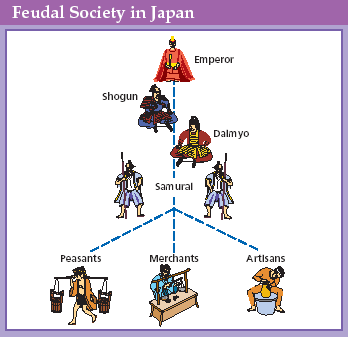 Feudal Society in Japan
Emperor
Shogun
Daimyo
Samurai
Peasants
Merchants
Artisans